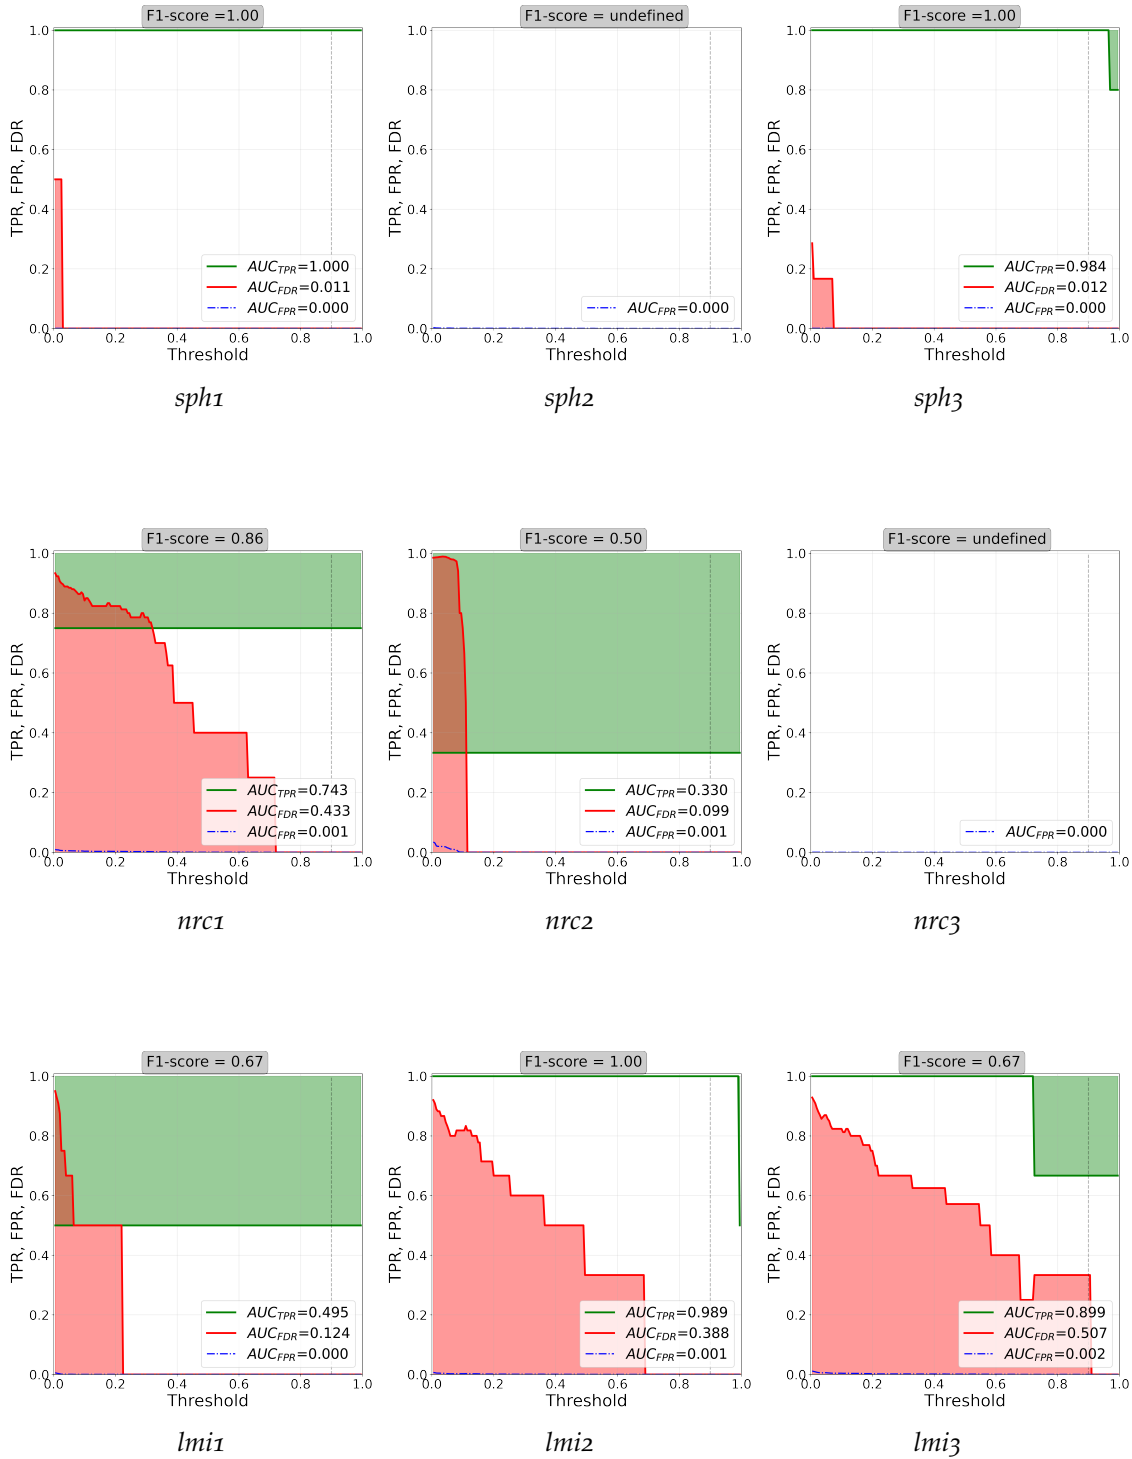 F1-score =1.00
TPR, FPR, FDR
1.0
0.8
0.6
0.4
0.2
0.0
AUC_TPR=1.000
AUC_FDR=0.011
AUC_FPR=0.000
0.0 0.2 0.4 0.6 0.8 1.0
Threshold
sph1
F1-score = undefined
TPR, FPR, FDR
1.0
0.8
0.6
0.4
0.2
0.0
AUC_FPR=0.000
0.0 0.2 0.4 0.6 0.8 1.0
Threshold
sph2
F1-score =1.00
TPR, FPR, FDR
1.0
0.8
0.6
0.4
0.2
0.0
AUC_TPR=0.984
AUC_FDR=0.012
AUC_FPR=0.000
0.0 0.2 0.4 0.6 0.8 1.0
Threshold
sph3
F1-score = 0.86
TPR, FPR, FDR
1.0
0.8
0.6
0.4
0.2
0.0
AUC_TPR=0.743
AUC_FDR=0.433
AUC_FPR=0.001
0.0 0.2 0.4 0.6 0.8 1.0
Threshold
nrc1
F1-score = 0.50
TPR, FPR, FDR
1.0
0.8
0.6
0.4
0.2
0.0
AUC_TPR=0.330
AUC_FDR=0.099
AUC_FPR=0.001
0.0 0.2 0.4 0.6 0.8 1.0
Threshold
nrc2
F1-score = undefined
TPR, FPR, FDR
1.0
0.8
0.6
0.4
0.2
0.0
AUC_FPR=0.000
0.0 0.2 0.4 0.6 0.8 1.0
Threshold
nrc3
F1-score = 0.67
TPR, FPR, FDR
1.0
0.8
0.6
0.4
0.2
0.0
AUC_TPR=0.495
AUC_FDR=0.124
AUC_FPR=0.000
0.0 0.2 0.4 0.6 0.8 1.0
Threshold
lmi1
F1-score = 1.00
TPR, FPR, FDR
1.0
0.8
0.6
0.4
0.2
0.0
AUC_TPR=0.989
AUC_FDR=0.388
AUC_FPR=0.001
0.0 0.2 0.4 0.6 0.8 1.0
Threshold
lmi2
F1-score = 0.67
TPR, FPR, FDR
1.0
0.8
0.6
0.4
0.2
0.0
AUC_TPR=0.899
AUC_FDR=0.507
AUC_FPR=0.002
0.0 0.2 0.4 0.6 0.8 1.0
Threshold
lmi3